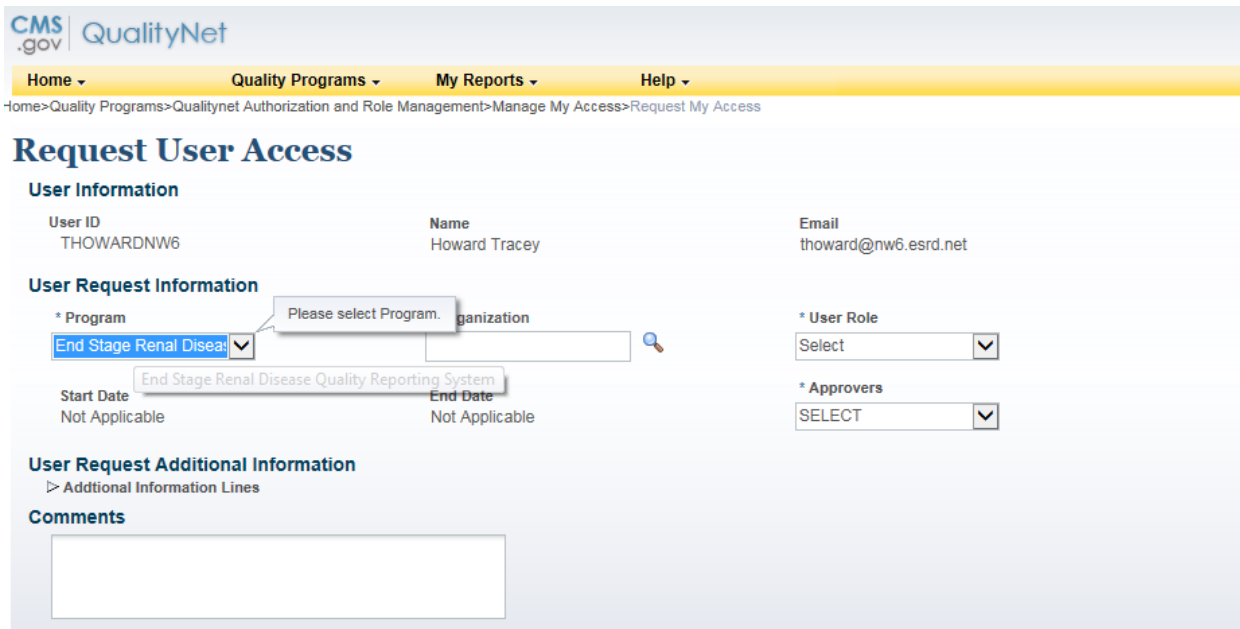 CMS .gov QualityNet
Home Quality Programs My Reports Help
Home>Quality Programs>Qualitynet Authorization and Role Management>Manage My Access>Request My Access
Request User Access
User Information
User ID Name Email
THOWARDNW6 Howard Tracey thoward@nw6.esrd.net
User Request Information
Please select Program.
* Program ganization * User Role
End Stage Renal Diseas Select
End Stage Renal Disease Quality Reporting System
Start Date End Date * Approvers
Not Applicable Not Applicable SELECT
User Request Additional Information
Addtional Information Lines
Comments